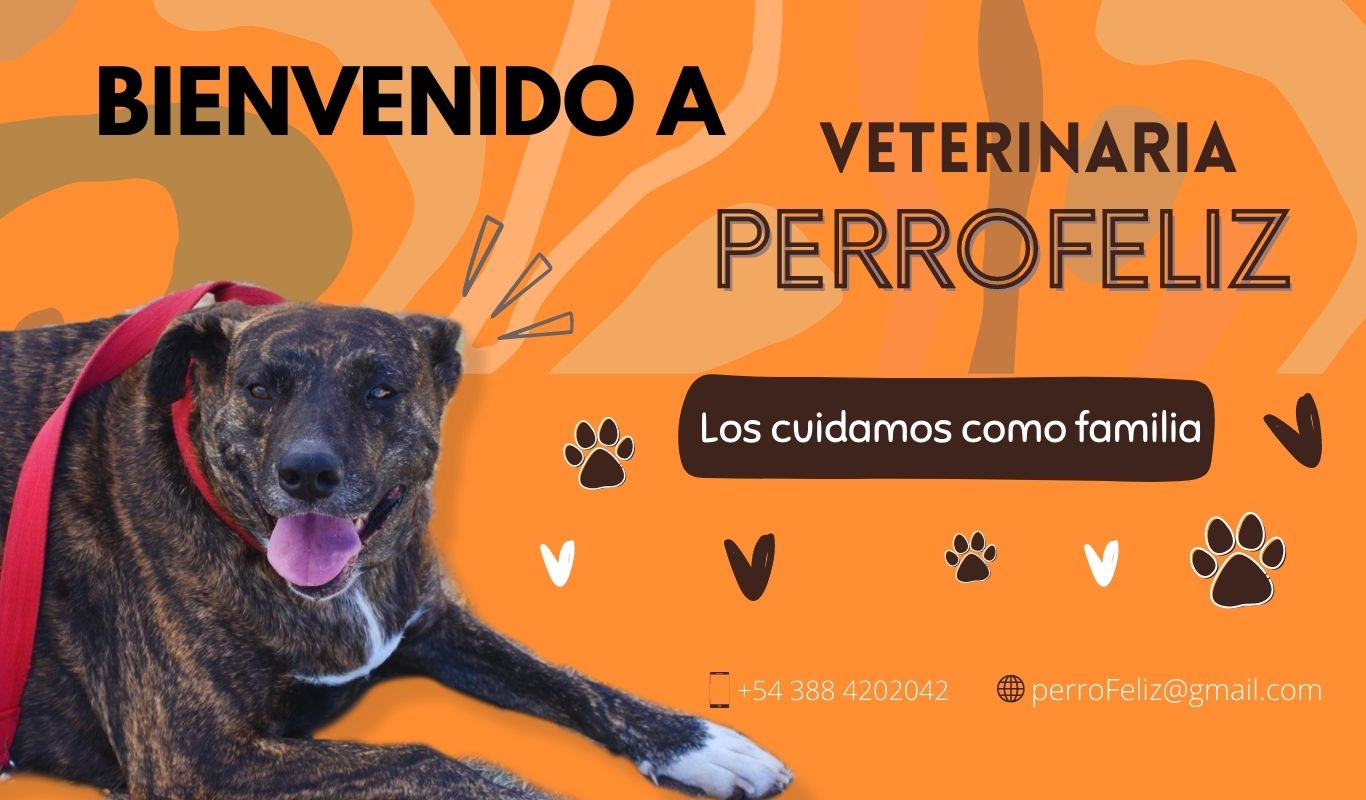 BIENVENIDO A
VETERINARIA
PERROFELIZ
Los cuidamos como familia
+54 388 4202042
perroFeliz@gmail.com